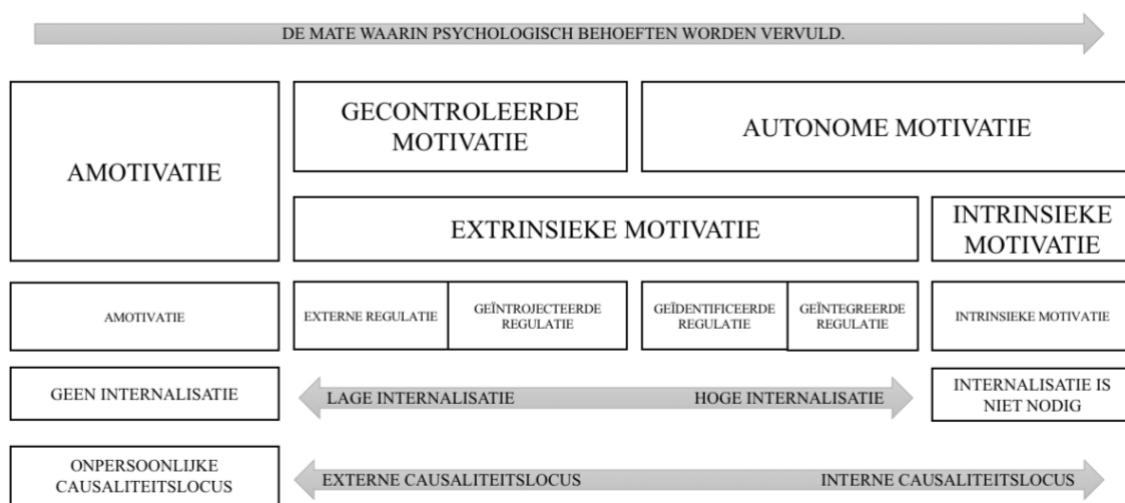 DE MATE WAARIN PSYCHOLOGISCH BEHOEFTEN WORDEN VERVULD.
AMOTIVATIE
GECONTROLEERDE
MOTIVATIE
AUTONOME MOTIVATIE
EXTRINSIEKE MOTIVATIE
INTRINSIEKE
MOTIVATIE
AMOTIVATIE
EXTERNE REGULATIE
GEÏNTROJECTEERDE
REGULATIE
GEÏDENTIFICEERDE
REGULATIE
GEÏNTEGREERDE
REGULATIE
INTRINSIEKE MOTIVATIE
GEEN INTERNALISATIE
LAGE INTERNALISATIE
HOGE INTERNALISATIE
INTERNALISATIE IS
NIET NODIG
ONPERSOONLIJKE
CAUSALITEITSLOCUS
EXTERNE CAUSALITEITSLOCUS
INTERNE CAUSALITEITSLOCUS